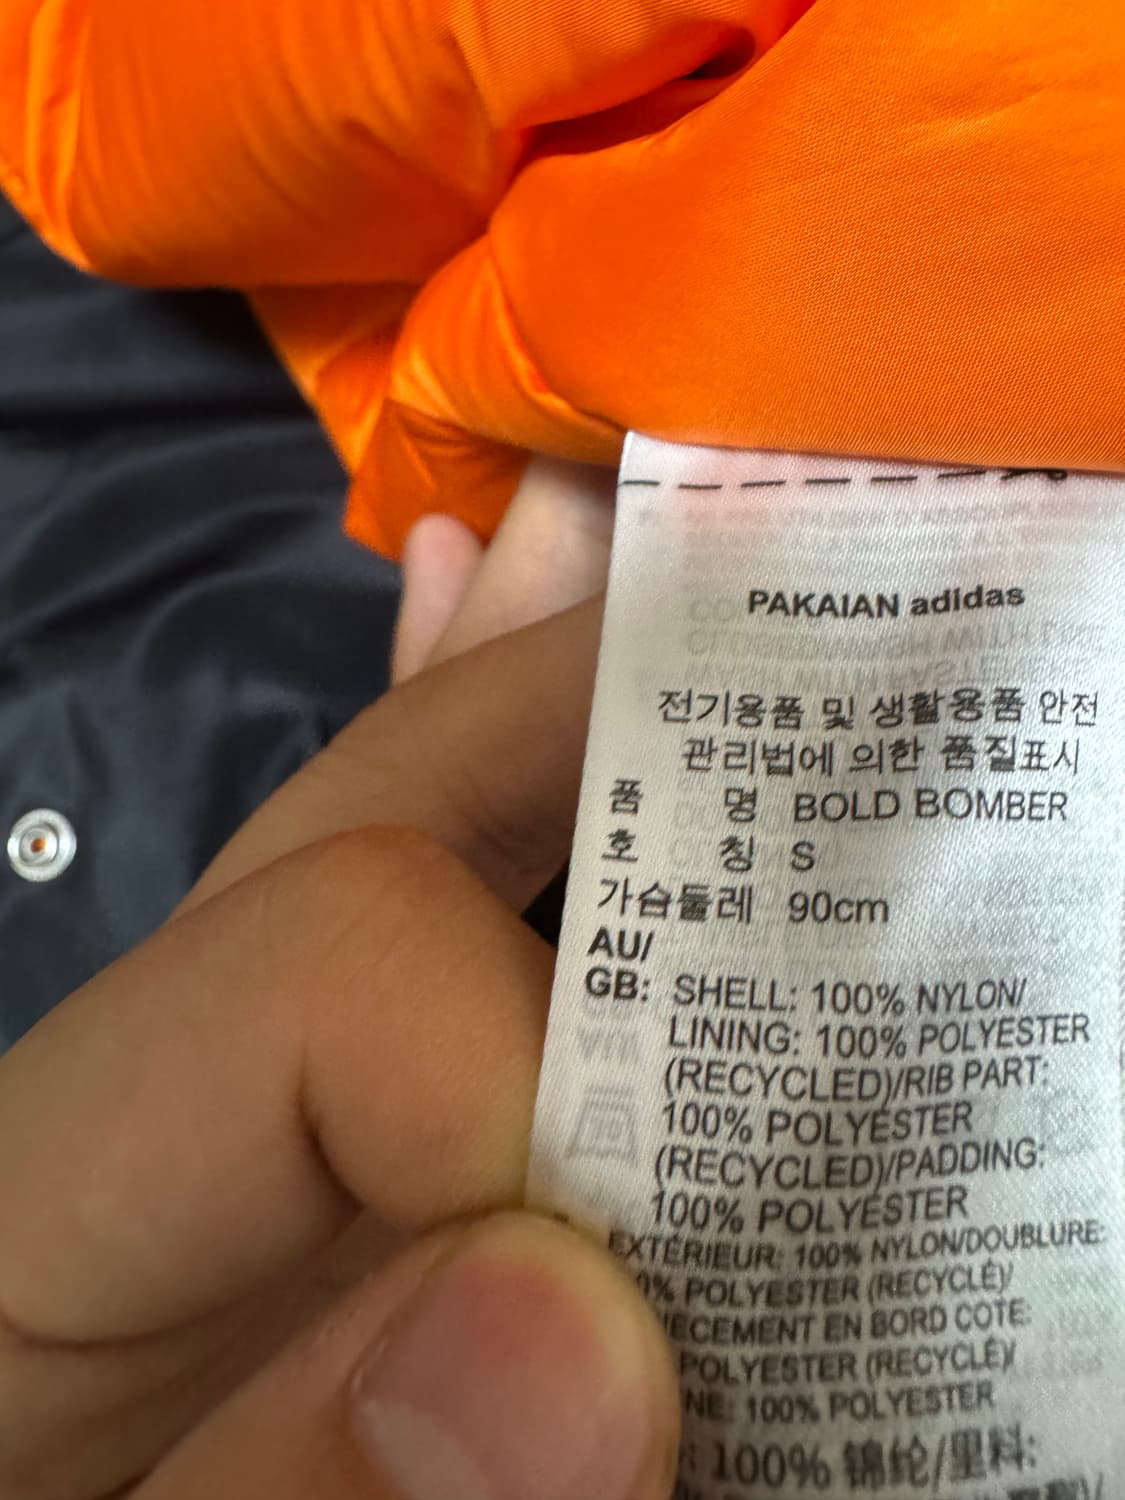 PAKAIAN adidas
전기용품 및 생활용품 안전
관리법에 의한 품질표시
품 명 BOLD BOMBER
호 칭 S
가슴둘레 90cm
AU/
GB: SHELL: 100% NYLON/
LINING: 100% POLYESTER
(RECYCLED)/RIB PART:
100% POLYESTER
(RECYCLED)/PADDING:
100% POLYESTER
EXTÉRIEUR: 100% NYLON/DOUBLURE:
POLYESTER (RECYCLÉ)/
EN BORD COTE:
POLYESTER (RECYCLÉ)/
100% POLYESTER
100% 锦纶/里料: